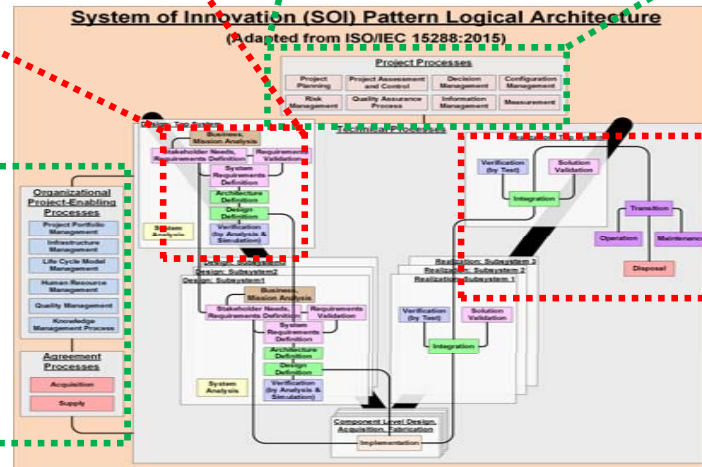 System of Innovation (SOI) Pattern Logical Architecture
(Adapted from ISO/IEC 15288:2015)
Project Processes
Project Planning
Project Assessment and Control
Decision Management
Configuration Management
Risk Management
Quality Assurance Process
Information Management
Measurement
Technical Processes
Design: Top System
Business, Mission Analysis
Stakeholder Needs, Requirements Definition
Requirements Validation
System Requirements Definition
Architecture Definition
Design Definition
Verification (by Analysis & Simulation)
System Analysis
Verification (by Test)
Solution Validation
Integration
Transition
Operation
Maintenance
Disposal
Organizational Project-Enabling Processes
Project Portfolio Management
Infrastructure Management
Life Cycle Model Management
Human Resource Management
Quality Management
Knowledge Management Process
Agreement Processes
Acquisition
Supply
Design: Subsystem2
Design: Subsystem1
Business, Mission Analysis
Stakeholder Needs, Requirements Definition
Requirements Validation
System Requirements Definition
Architecture Definition
Design Definition
Verification (by Analysis & Simulation)
System Analysis
Realization: Subsystem 3
Realization: Subsystem 2
Realization: Subsystem 1
Verification (by Test)
Solution Validation
Integration
Component Level Design, Acquisition, Fabrication
Implementation